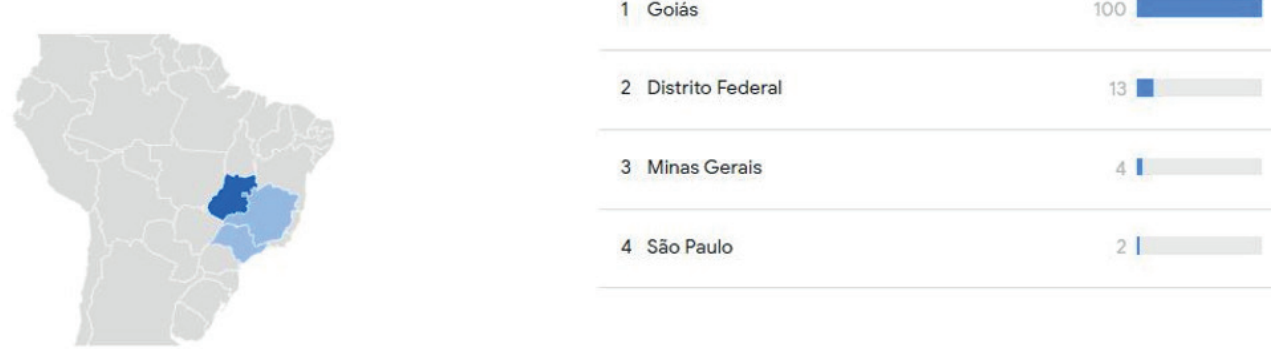 1 Goiás 100
2 Distrito Federal 13
3 Minas Gerais 4
4 São Paulo 2